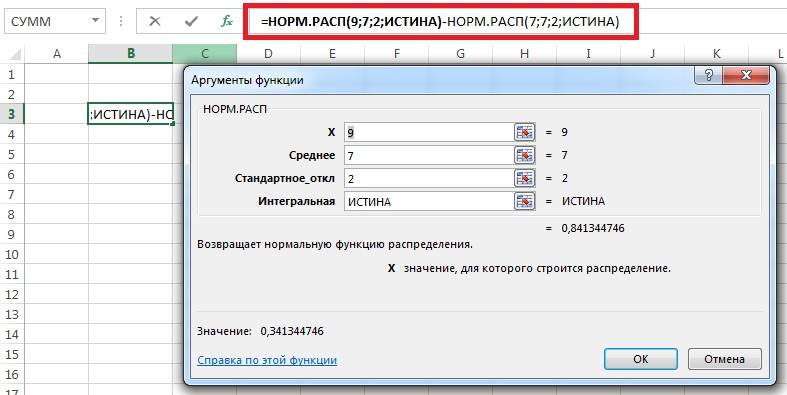 СУММ =НОРМ.РАСП(9;7;2;ИСТИНА)-НОРМ.РАСП(7;7;2;ИСТИНА)
A B C D E F G H I J K L
1
2
3 ;ИСТИНА)-НО
4
5
6
7
8
9
10
11
12
13
14
15
16
17
Аргументы функции
НОРМ.РАСП
X 9 = 9
Среднее 7 = 7
Стандартное_откл 2 = 2
Интегральная ИСТИНА = ИСТИНА
= 0,841344746
Возвращает нормальную функцию распределения.
X значение, для которого строится распределение.
Значение: 0,341344746
Справка по этой функции
ОК Отмена